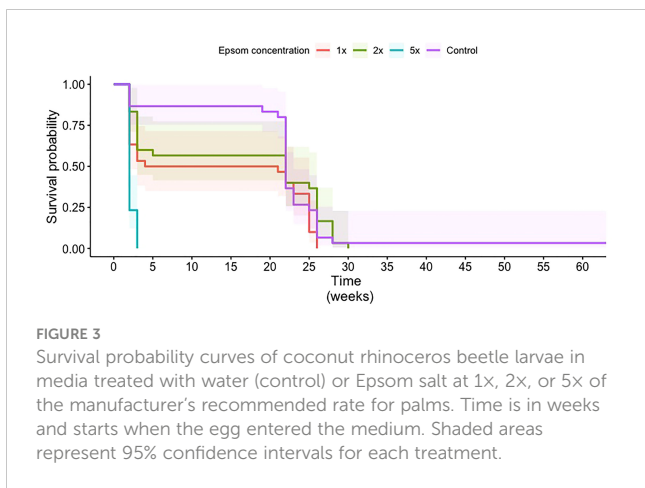 Epsom concentration 1x 2x 5x Control
1.00
0.75
0.50
0.25
0.00
Survival probability
0 5 10 15 20 25 30 35 40 45 50 55 60
Time
(weeks)
FIGURE 3
Survival probability curves of coconut rhinoceros beetle larvae in
media treated with water (control) or Epsom salt at 1×, 2×, or 5× of
the manufacturer's recommended rate for palms. Time is in weeks
and starts when the egg entered the medium. Shaded areas
represent 95% confidence intervals for each treatment.